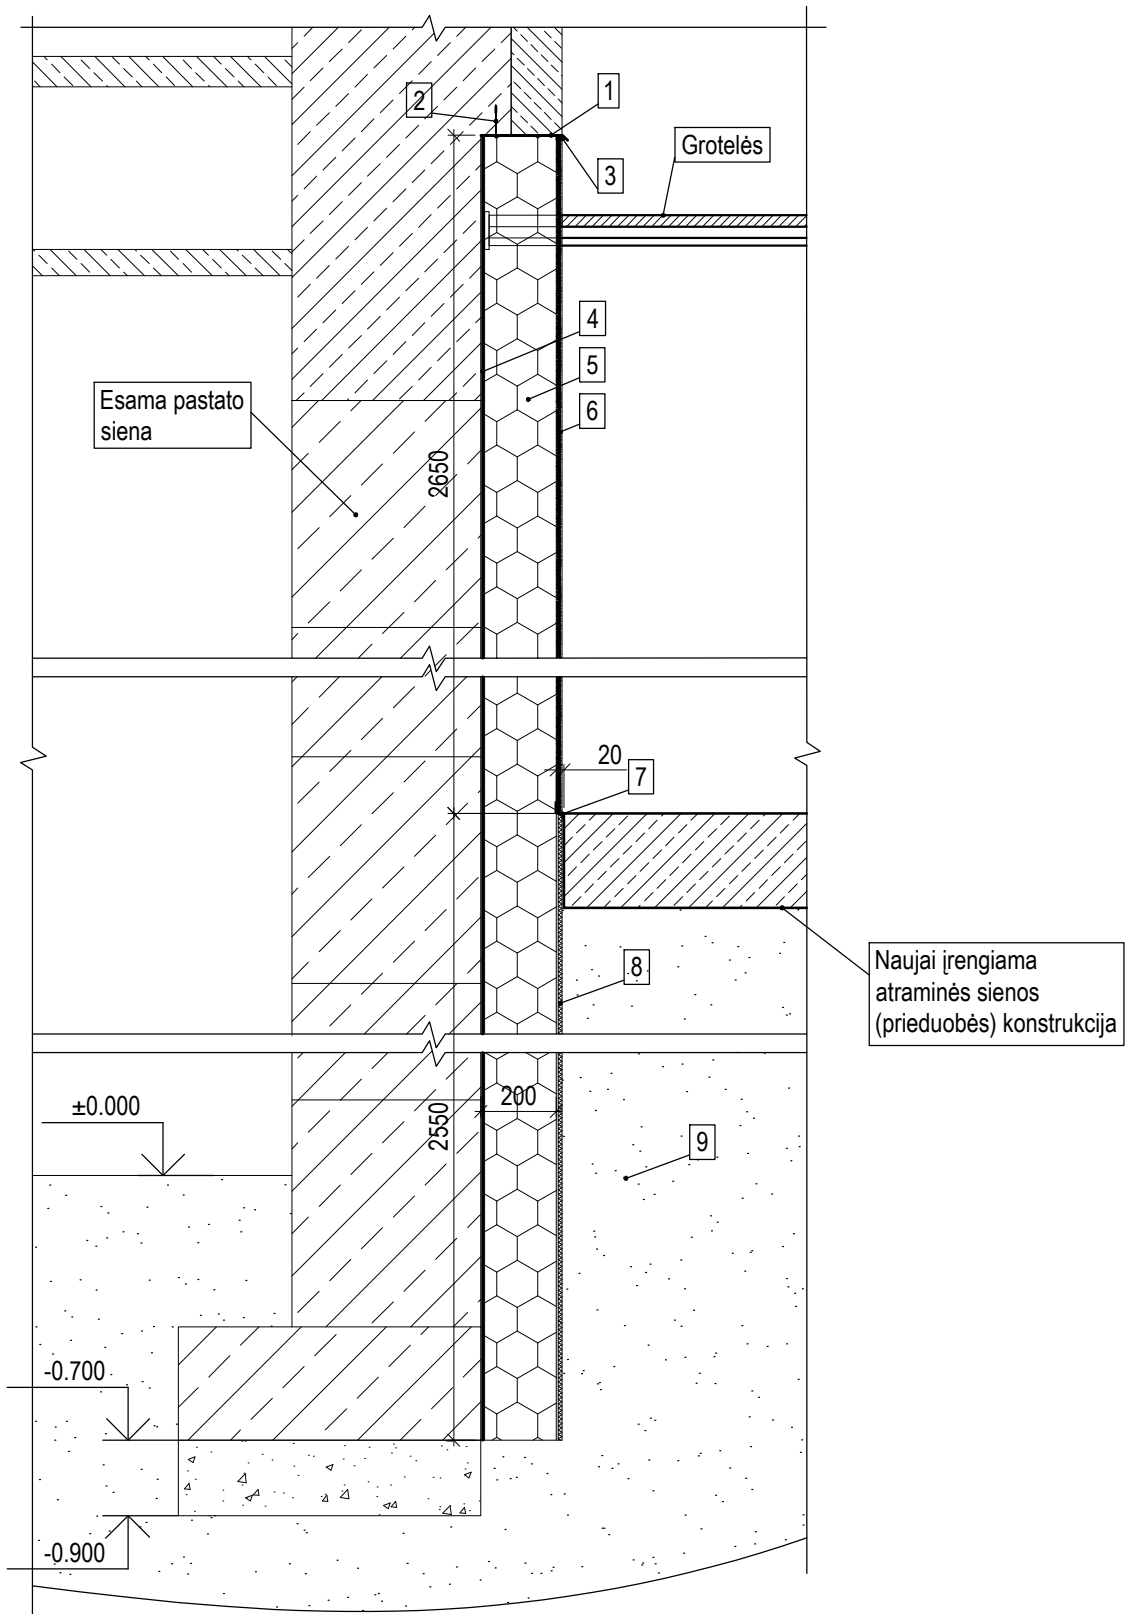 2
1
Grotelės
3
4
5
6
Esama pastato
siena
2650
20
7
8
Naujai įrengiama
atraminės sienos
(prieduobės) konstrukcija
±0.000
200
2550
9
-0.700
-0.900